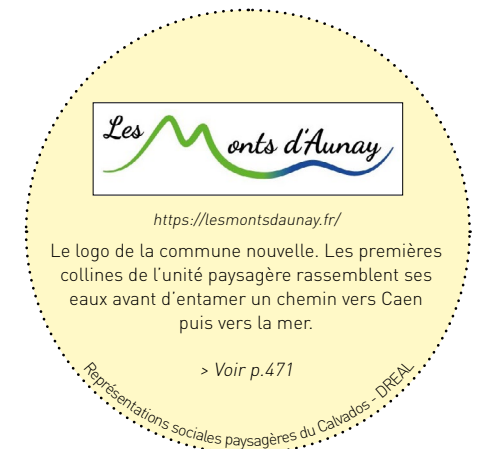 Les Monts d'Aunay
https://lesmontsdaunay.fr/
Le logo de la commune nouvelle. Les premières
collines de l'unité paysagère rassemblent ses
eaux avant d'entamer un chemin vers Caen
puis vers la mer.
> Voir p.471
Représentations sociales paysagères du Calvados - DREAL